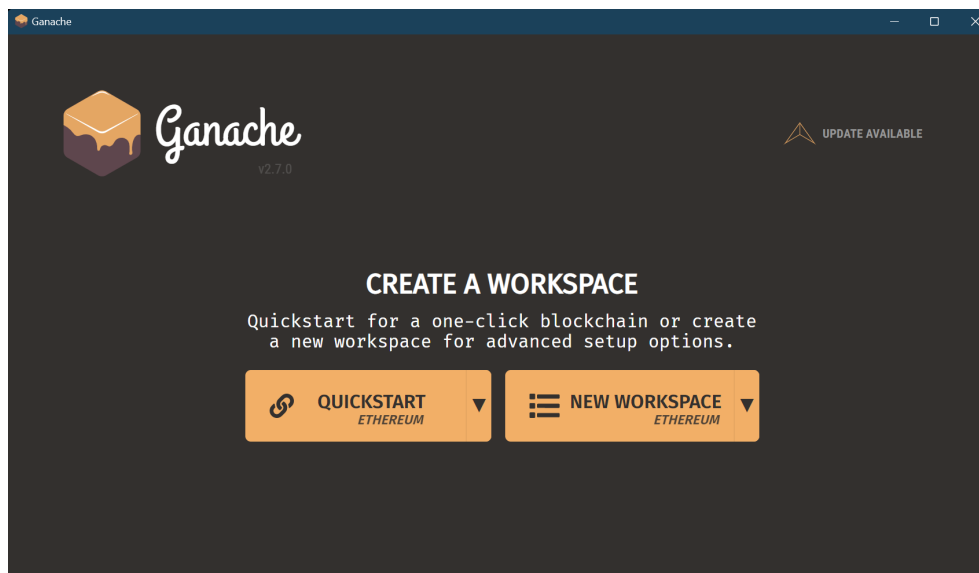 Ganache
Ganache
v2.7.0
UPDATE AVAILABLE
CREATE A WORKSPACE
Quickstart for a one-click blockchain or create
a new workspace for advanced setup options.
QUICKSTART
ETHEREUM
NEW WORKSPACE
ETHEREUM